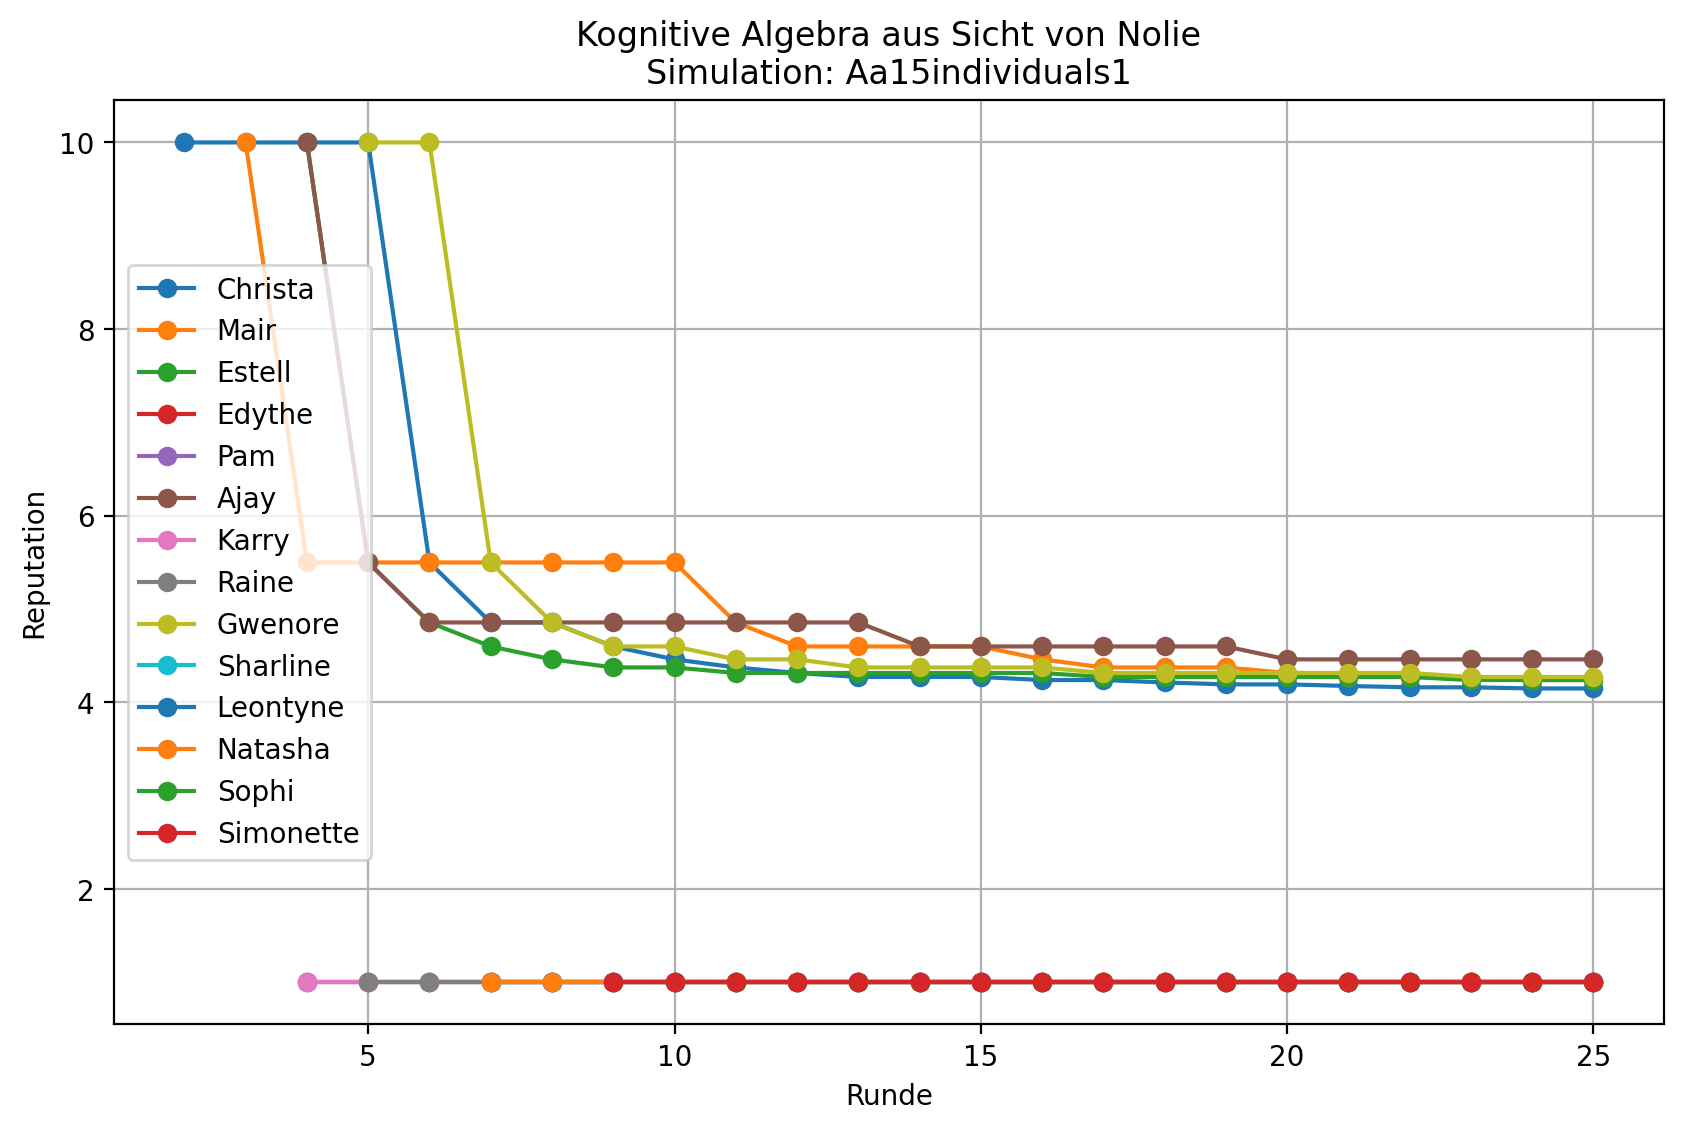 Kognitive Algebra aus Sicht von Nolie
Simulation: Aa15individuals1
Reputation
10
8
6
4
2
Christa
Mair
Estell
Edythe
Pam
Ajay
Karry
Raine
Gwenore
Sharline
Leontyne
Natasha
Sophi
Simonette
5 10 15 20 25
Runde